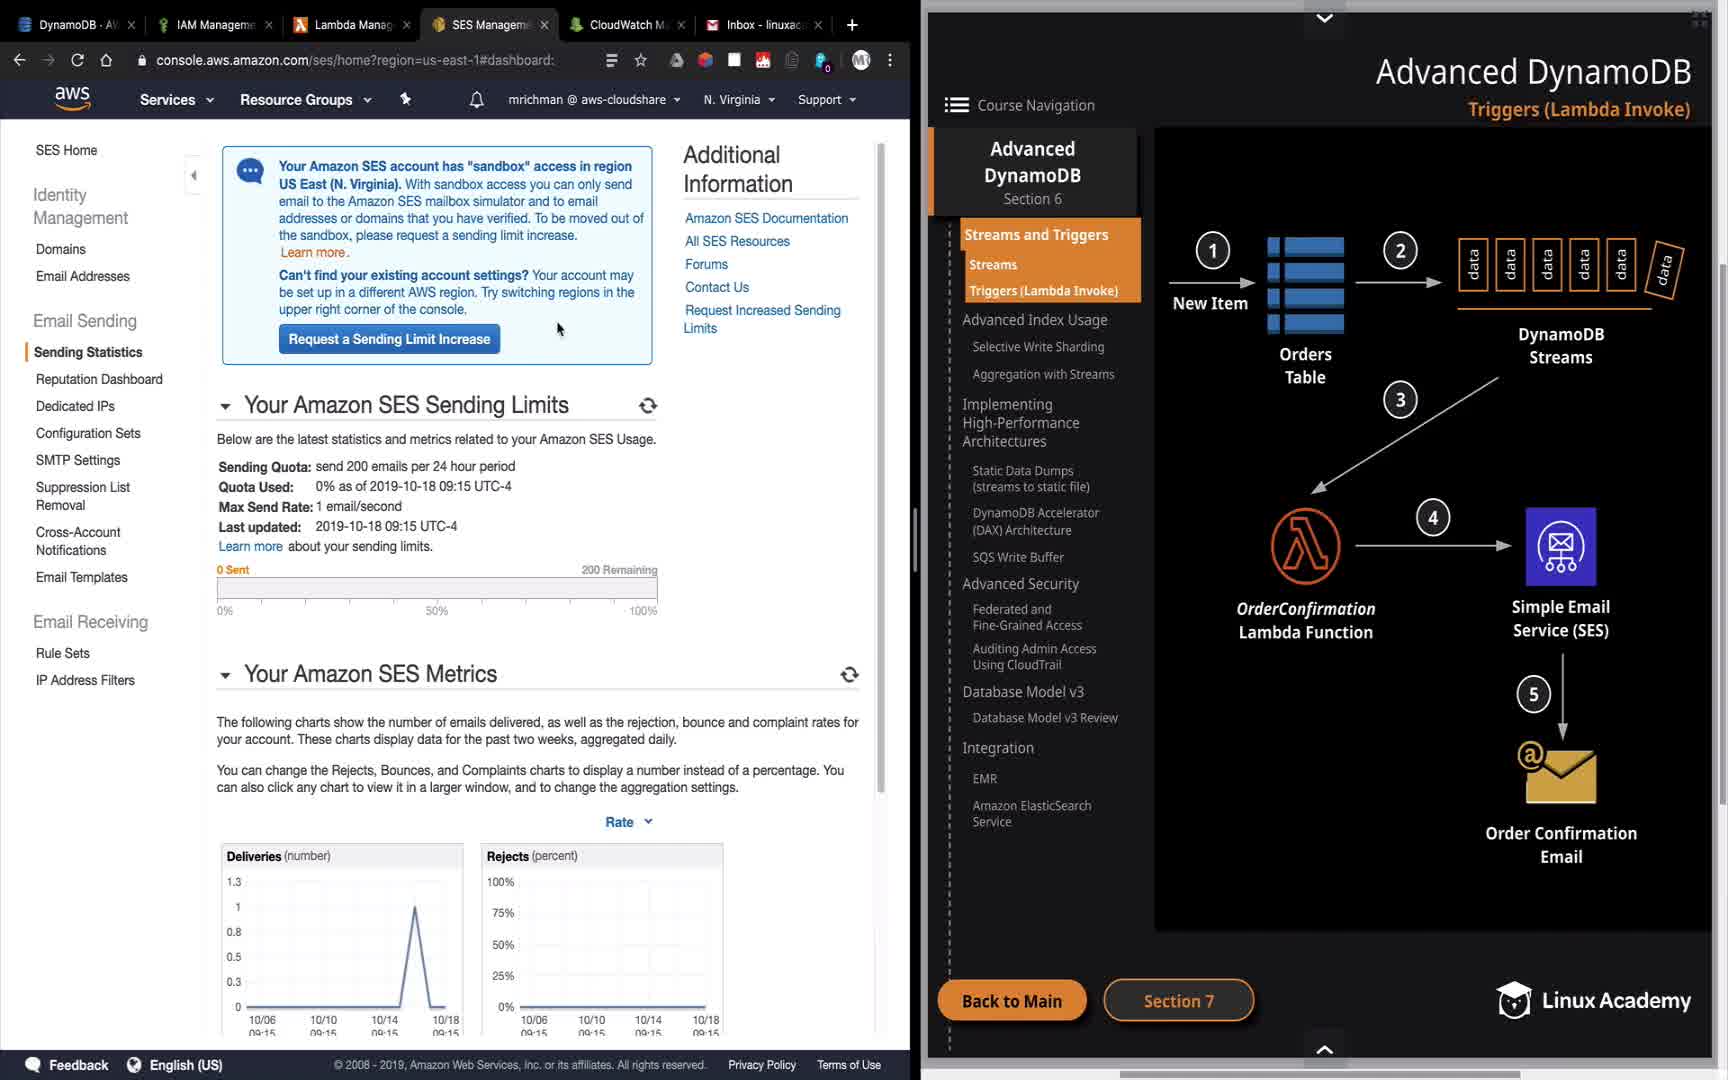 DynamoDB · AW
IAM Manageme
Lambda Manag
SES Manageme
CloudWatch M
Inbox - linuxac
console.aws.amazon.com/ses/home?region=us-east-1#dashboard:
0
aws
Services
Resource Groups
mrichman @ aws-cloudshare
N. Virginia
Support
SES Home
Identity
Management
Domains
Email Addresses
Email Sending
Sending Statistics
Reputation Dashboard
Dedicated IPs
Configuration Sets
SMTP Settings
Suppression List
Removal
Cross-Account
Notifications
Email Templates
Email Receiving
Rule Sets
IP Address Filters
Your Amazon SES account has "sandbox" access in region
US East (N. Virginia). With sandbox access you can only send
email to the Amazon SES mailbox simulator and to email
addresses or domains that you have verified. To be moved out of
the sandbox, please request a sending limit increase.
Learn more.
Can't find your existing account settings? Your account may
be set up in a different AWS region. Try switching regions in the
upper right corner of the console.
Request a Sending Limit Increase
Additional
Information
Amazon SES Documentation
All SES Resources
Forums
Contact Us
Request Increased Sending
Limits
Your Amazon SES Sending Limits
Below are the latest statistics and metrics related to your Amazon SES Usage.
Sending Quota: send 200 emails per 24 hour period
Quota Used: 0% as of 2019-10-18 09:15 UTC-4
Max Send Rate: 1 email/second
Last updated: 2019-10-18 09:15 UTC-4
Learn more about your sending limits.
0 Sent
200 Remaining
0%
50%
100%
Your Amazon SES Metrics
The following charts show the number of emails delivered, as well as the rejection, bounce and complaint rates for
your account. These charts display data for the past two weeks, aggregated daily.
You can change the Rejects, Bounces, and Complaints charts to display a number instead of a percentage. You
can also click any chart to view it in a larger window, and to change the aggregation settings.
Rate
Deliveries (number)
1.3
1
0.8
0.5
0.3
0
10/06 10/10 10/14 10/18
09:15 09:15 09:15 09:15
Rejects (percent)
100%
75%
50%
25%
0%
10/06 10/10 10/14 10/18
09:15 09:15 09:15 09:15
Feedback
English (US)
© 2008 - 2019, Amazon Web Services, Inc. or its affiliates. All rights reserved.
Privacy Policy
Terms of Use
Advanced DynamoDB
Triggers (Lambda Invoke)
Course Navigation
Advanced
DynamoDB
Section 6
Streams and Triggers
Streams
Triggers (Lambda Invoke)
Advanced Index Usage
Selective Write Sharding
Aggregation with Streams
Implementing
High-Performance
Architectures
Static Data Dumps
(streams to static file)
DynamoDB Accelerator
(DAX) Architecture
SQS Write Buffer
Advanced Security
Federated and
Fine-Grained Access
Auditing Admin Access
Using CloudTrail
Database Model v3
Database Model v3 Review
Integration
EMR
Amazon ElasticSearch
Service
1
New Item
Orders
Table
2
data
data
data
data
data
data
DynamoDB
Streams
3
OrderConfirmation
Lambda Function
4
Simple Email
Service (SES)
5
@
Order Confirmation
Email
Back to Main
Section 7
Linux Academy